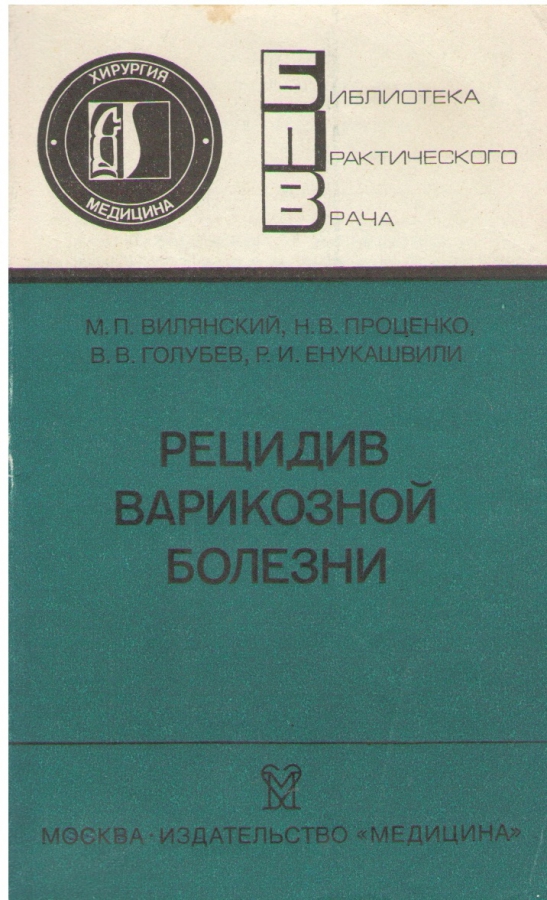 ХИРУРГИЯ
МЕДИЦИНА
БИБЛИОТЕКА
ПРАКТИЧЕСКОГО
ВРАЧА
М. П. ВИЛЯНСКИЙ, Н. В. ПРОЦЕНКО,
В. В. ГОЛУБЕВ, Р. И. ЕНУКАШВИЛИ
РЕЦИДИВ
ВАРИКОЗНОЙ
БОЛЕЗНИ
МОСКВА · ИЗДАТЕЛЬСТВО «МЕДИЦИНА»